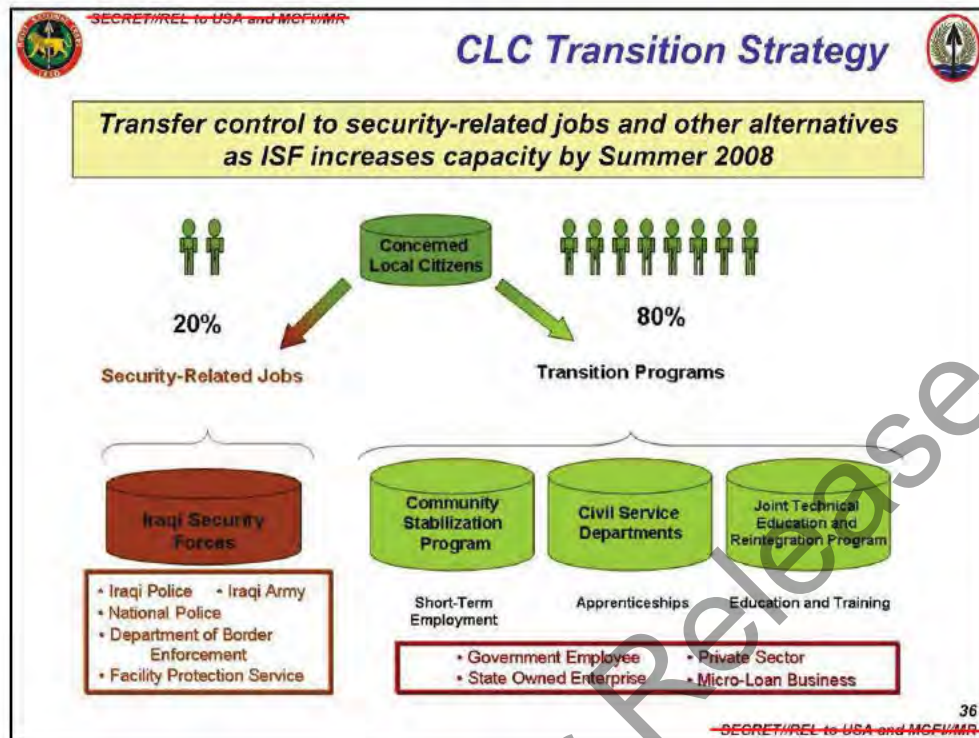 SECRET//REL to USA and MCFI//MR
CLC Transition Strategy
Transfer control to security-related jobs and other alternatives
as ISF increases capacity by Summer 2008
Concerned
Local Citizens
20%
80%
Security-Related Jobs
Transition Programs
Iraqi Security
Forces
Community
Stabilization
Program
Civil Service
Departments
Joint Technical
Education and
Reintegration Program
• Iraqi Police • Iraqi Army
• National Police
• Department of Border
Enforcement
• Facility Protection Service
Short-Term
Employment
Apprenticeships
Education and Training
• Government Employee • Private Sector
• State Owned Enterprise • Micro-Loan Business
36
SECRET//REL to USA and MCFI//MR
Release